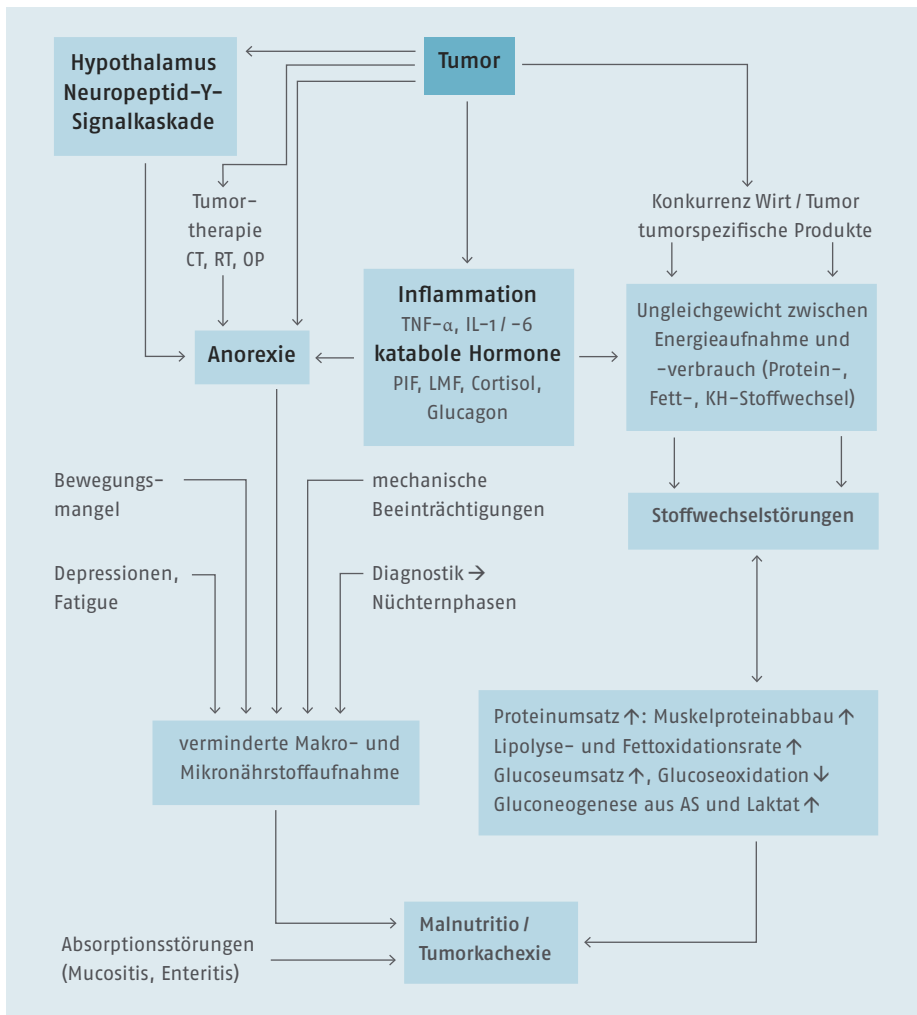 Hypothalamus
Neuropeptid-Y-
Signalkaskade
Tumor
Tumor-
therapie
CT, RT, OP
Konkurrenz Wirt / Tumor
tumorspezifische Produkte
Inflammation
TNF-α, IL-1 / -6
katabole Hormone
PIF, LMF, Cortisol,
Glucagon
Anorexie
Ungleichgewicht zwischen
Energieaufnahme und
-verbrauch (Protein-,
Fett-, KH-Stoffwechsel)
Bewegungs-
mangel
mechanische
Beeinträchtigungen
Stoffwechselstörungen
Depressionen,
Fatigue
Diagnostik →
Nüchternphasen
verminderte Makro- und
Mikronährstoffaufnahme
Proteinumsatz ↑: Muskelproteinabbau ↑
Lipolyse- und Fettoxidationsrate ↑
Glucoseumsatz ↑, Glucoseoxidation ↓
Gluconeogenese aus AS und Laktat ↑
Malnutritio /
Tumorkachexie
Absorptionsstörungen
(Mucositis, Enteritis)